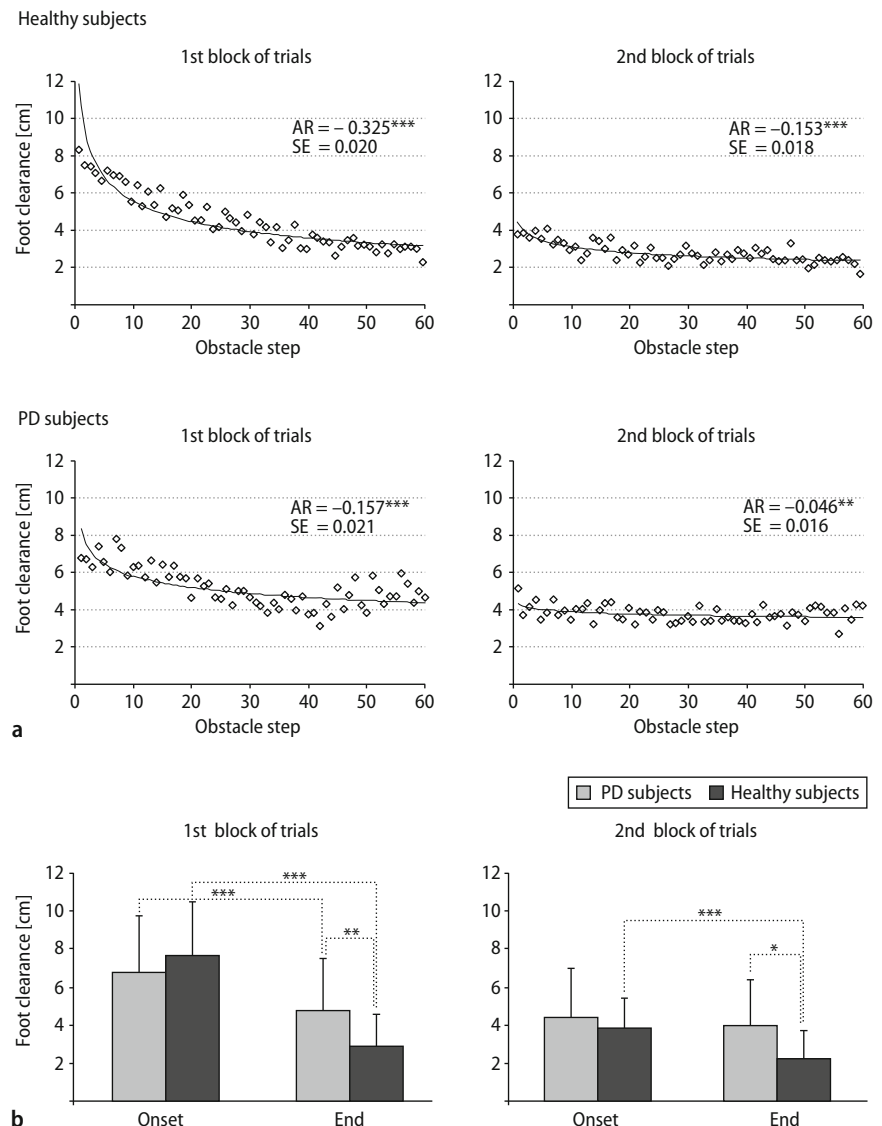 Healthy subjects
1st block of trials
12
10
8
6
4
2
Foot clearance [cm]
AR = – 0.325***
SE = 0.020
0 10 20 30 40 50 60
Obstacle step
2nd block of trials
12
10
8
6
4
2
AR = –0.153***
SE = 0.018
0 10 20 30 40 50 60
Obstacle step
PD subjects
1st block of trials
12
10
8
6
4
2
Foot clearance [cm]
AR = –0.157***
SE = 0.021
0 10 20 30 40 50 60
Obstacle step
2nd block of trials
12
10
8
6
4
2
AR = –0.046**
SE = 0.016
0 10 20 30 40 50 60
Obstacle step
a
PD subjects Healthy subjects
1st block of trials
12
10
8
6
4
2
Foot clearance [cm]
***
***
**
Onset End
2nd block of trials
12
10
8
6
4
2
***
*
Onset End
b